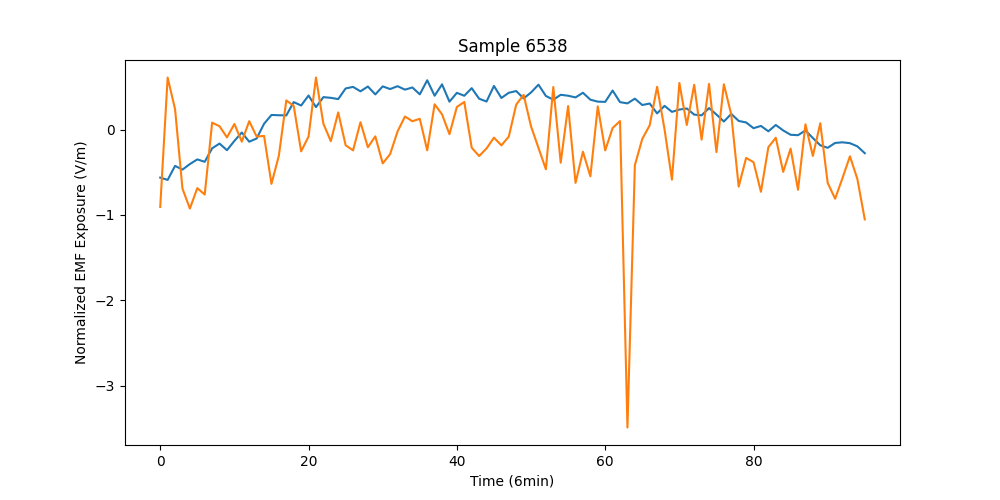 Sample 6538
Normalized EMF Exposure (V/m)
0
−1
−2
−3
0 20 40 60 80
Time (6min)